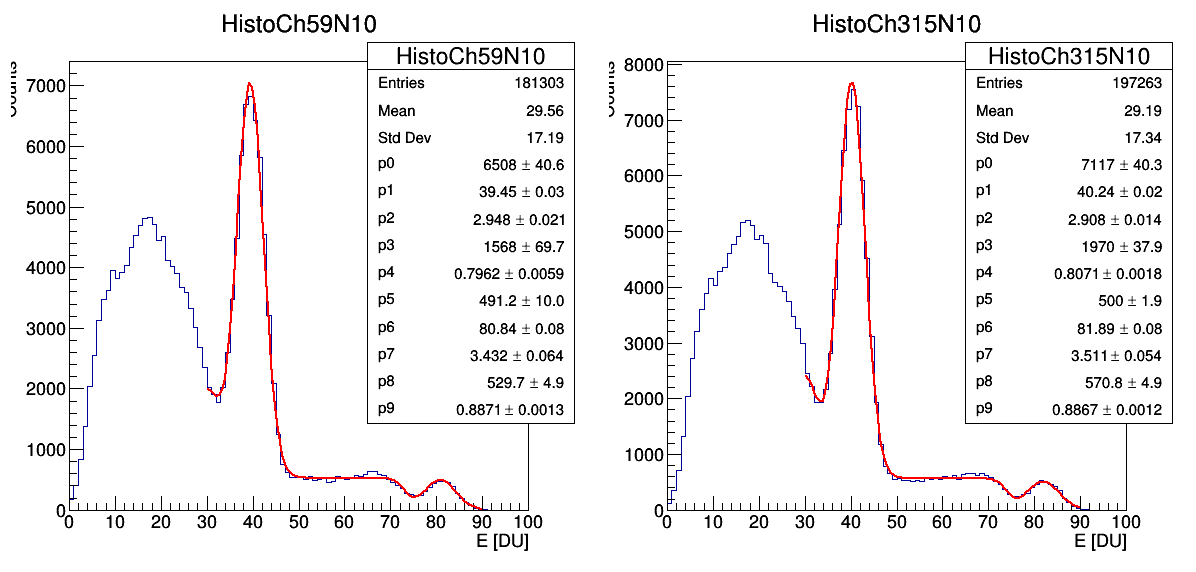 HistoCh59N10
HistoCh59N10
Entries 181303
Mean 29.56
Std Dev 17.19
p0 6508 ± 40.6
p1 39.45 ± 0.03
p2 2.948 ± 0.021
p3 1568 ± 69.7
p4 0.7962 ± 0.0059
p5 491.2 ± 10.0
p6 80.84 ± 0.08
p7 3.432 ± 0.064
p8 529.7 ± 4.9
p9 0.8871 ± 0.0013
7000
6000
5000
4000
3000
2000
1000
0
0 10 20 30 40 50 60 70 80 90 100
E [DU]
HistoCh315N10
HistoCh315N10
Entries 197263
Mean 29.19
Std Dev 17.34
p0 7117 ± 40.3
p1 40.24 ± 0.02
p2 2.908 ± 0.014
p3 1970 ± 37.9
p4 0.8071 ± 0.0018
p5 500 ± 1.9
p6 81.89 ± 0.08
p7 3.511 ± 0.054
p8 570.8 ± 4.9
p9 0.8867 ± 0.0012
8000
7000
6000
5000
4000
3000
2000
1000
0
0 10 20 30 40 50 60 70 80 90 100
E [DU]